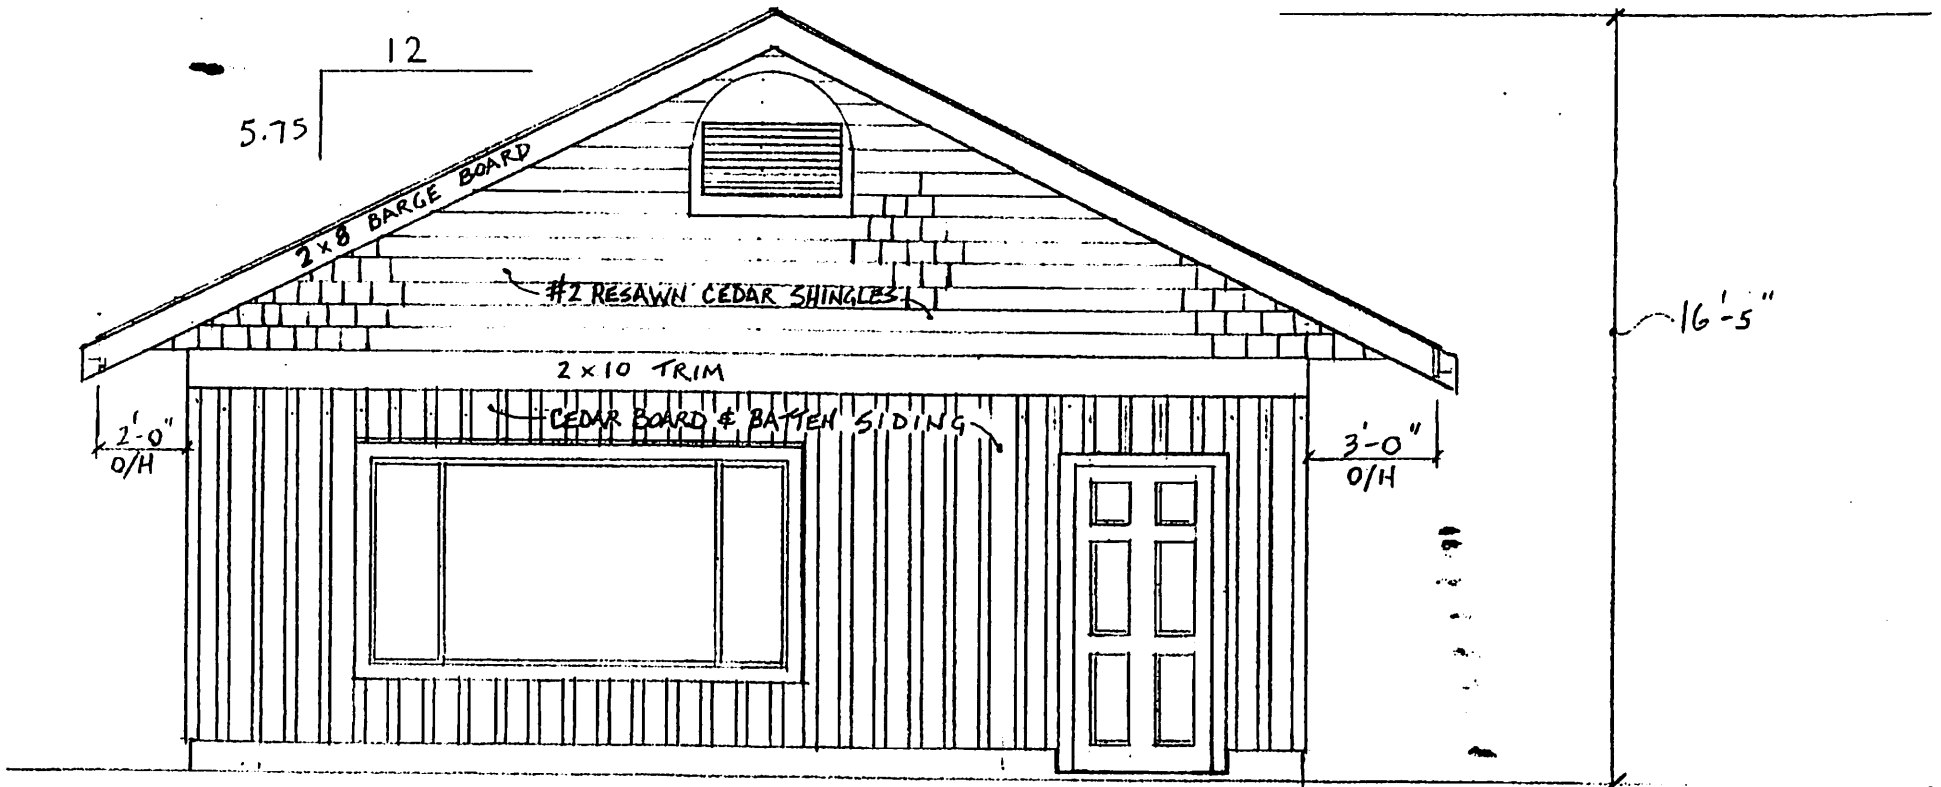 12
5.75
2x8 BARGE BOARD
#2 RESAWN CEDAR SHINGLES
16'-5"
2x10 TRIM
CEDAR BOARD & BATTEN SIDING
2'-0"
O/H
3'-0"
O/H